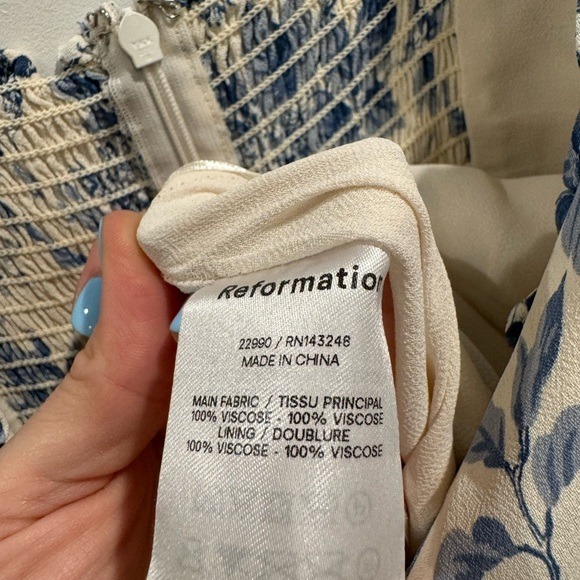 Reformation
22990 / RN143248
MADE IN CHINA
MAIN FABRIC / TISSU PRINCIPAL
100% VISCOSE - 100% VISCOSE
LINING / DOUBLURE
100% VISCOSE - 100% VISCOSE